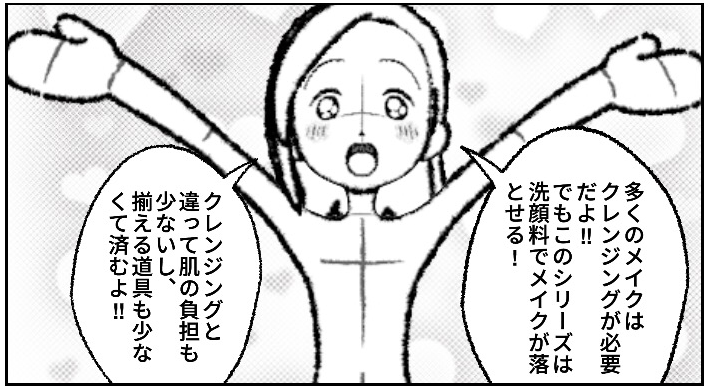 多くのメイクは
クレンジングが必要
だよ!!
でもこのシリーズは
洗顔料でメイクが落
とせる!
クレンジングと
違って肌の負担も
少ないし、
揃える道具も少な
くて済むよ!!